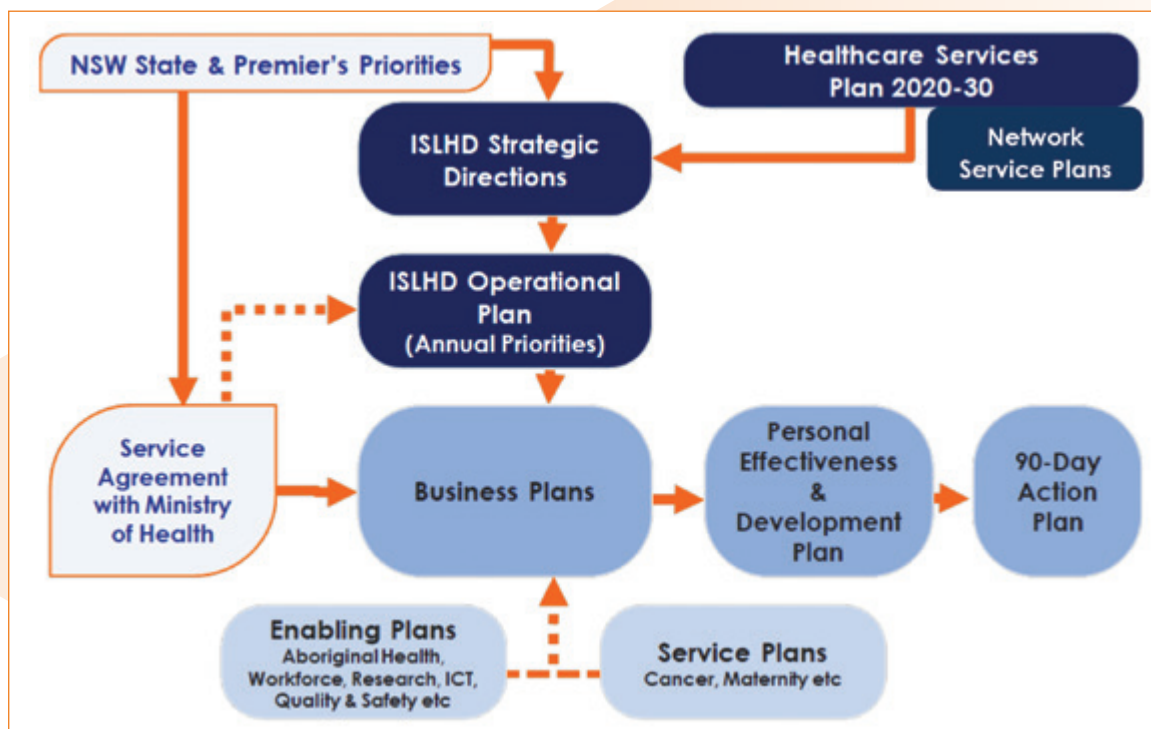 NSW State & Premier's Priorities
Healthcare Services
Plan 2020-30
Network
Service Plans
ISLHD Strategic
Directions
ISLHD Operational
Plan
(Annual Priorities)
Service
Agreement
with Ministry
of Health
Business Plans
Personal
Effectiveness
&
Development
Plan
90-Day
Action
Plan
Enabling Plans
Aboriginal Health,
Workforce, Research, ICT,
Quality & Safety etc
Service Plans
Cancer, Maternity etc